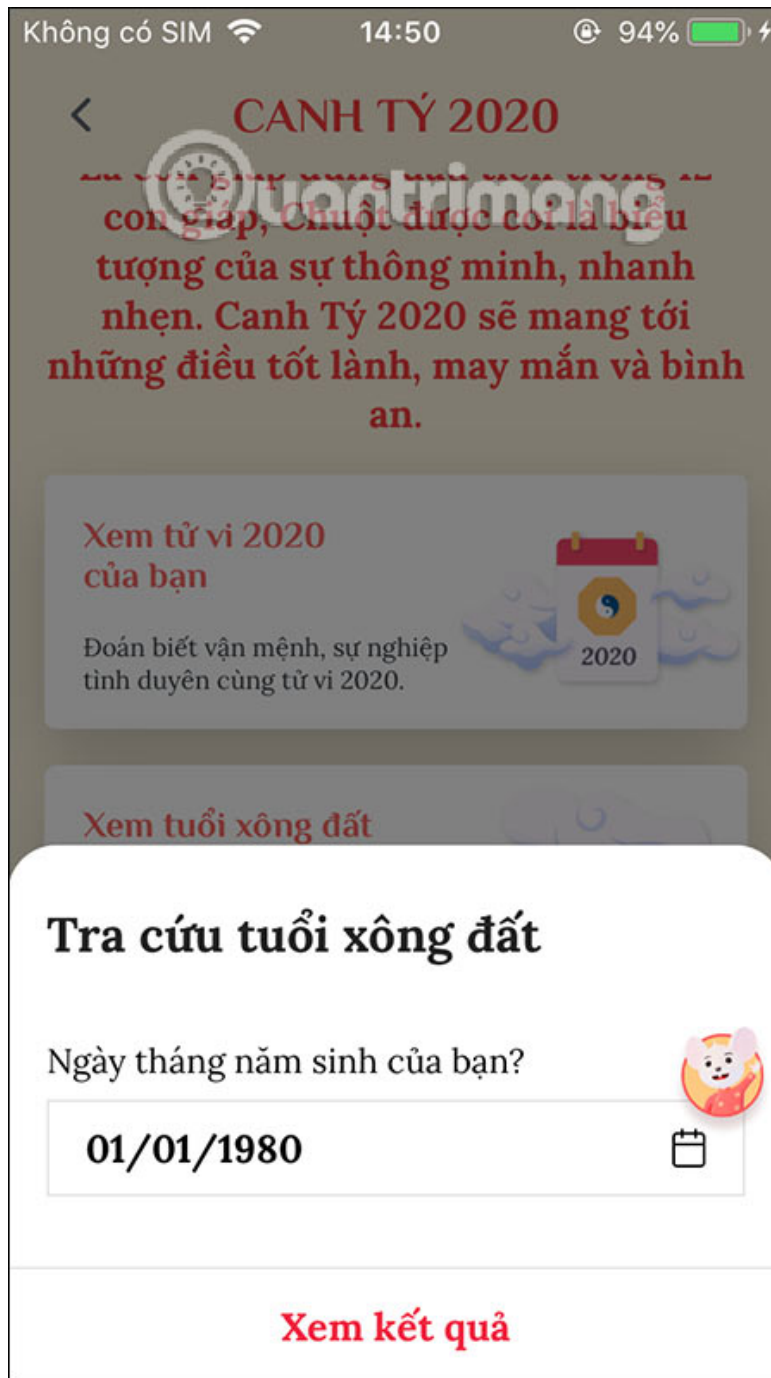 Không có SIM 14:50 94%
CANH TÝ 2020
Quantrimang
con giáp, Chuột được coi là biểu
tượng của sự thông minh, nhanh
nhẹn. Canh Tý 2020 sẽ mang tới
những điều tốt lành, may mắn và bình
an.
Xem tử vi 2020
của bạn
Đoán biết vận mệnh, sự nghiệp
tình duyên cùng tử vi 2020.
2020
Xem tuổi xông đất
Tra cứu tuổi xông đất
Ngày tháng năm sinh của bạn?
01/01/1980
Xem kết quả